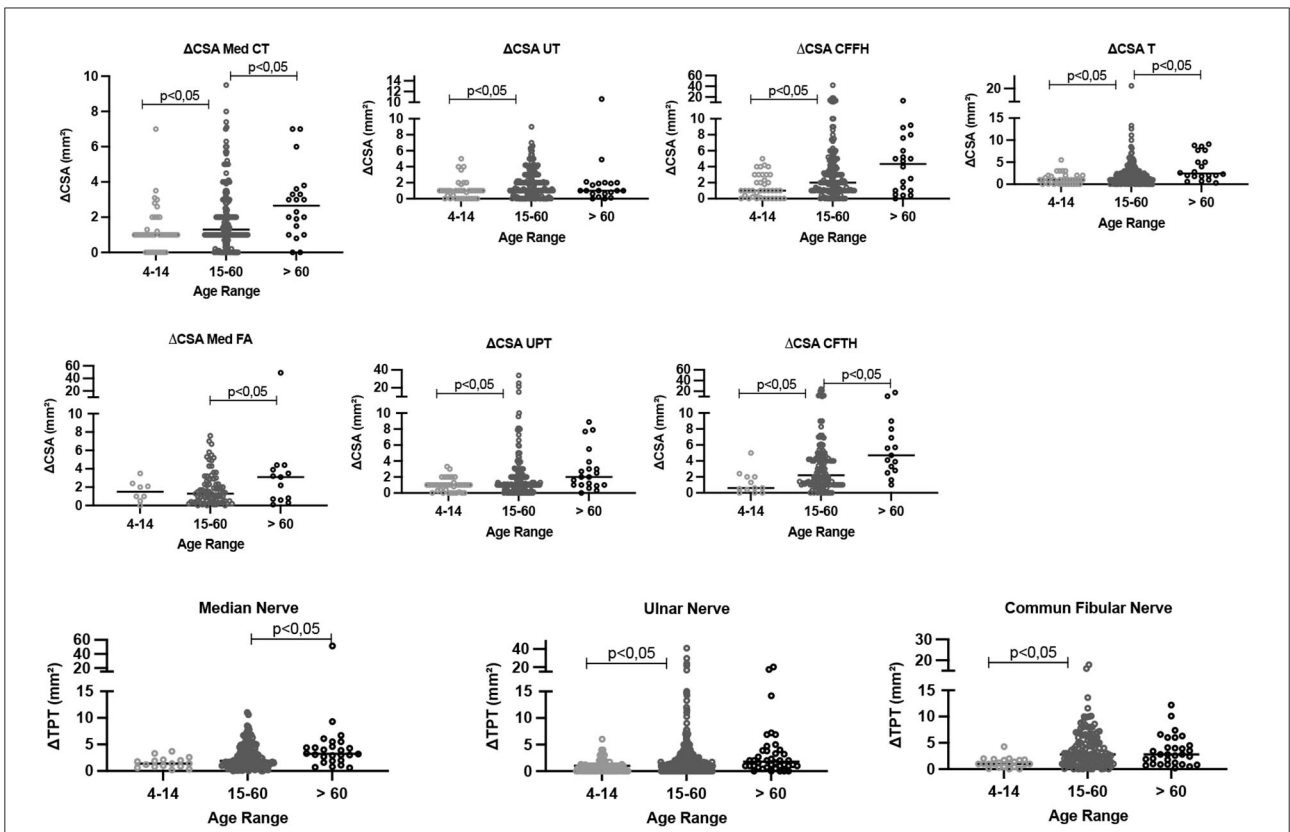 ΔCSA Med CT
p<0,05
p<0,05
10
8
6
4
2
0
ΔCSA (mm²)
4-14 15-60 > 60
Age Range
ΔCSA UT
p<0,05
14
12
10
10
8
6
4
2
0
ΔCSA (mm²)
4-14 15-60 > 60
Age Range
ΔCSA CFFH
p<0,05
60
40
20
10
8
6
4
2
0
ΔCSA (mm²)
4-14 15-60 > 60
Age Range
ΔCSA T
p<0,05
p<0,05
20
15
10
5
0
ΔCSA (mm²)
4-14 15-60 > 60
Age Range
ΔCSA Med FA
p<0,05
60
40
20
10
8
6
4
2
0
ΔCSA (mm²)
4-14 15-60 > 60
Age Range
ΔCSA UPT
p<0,05
40
20
10
8
6
4
2
0
ΔCSA (mm²)
4-14 15-60 > 60
Age Range
ΔCSA CFTH
p<0,05
p<0,05
60
40
20
10
8
6
4
2
0
ΔCSA (mm²)
4-14 15-60 > 60
Age Range
Median Nerve
p<0,05
60
40
20
15
10
5
0
ΔTPT (mm²)
4-14 15-60 > 60
Age Range
Ulnar Nerve
p<0,05
40
20
15
10
5
0
ΔTPT (mm²)
4-14 15-60 > 60
Age Range
Commun Fibular Nerve
p<0,05
30
20
15
10
5
0
ΔTPT (mm²)
4-14 15-60 > 60
Age Range